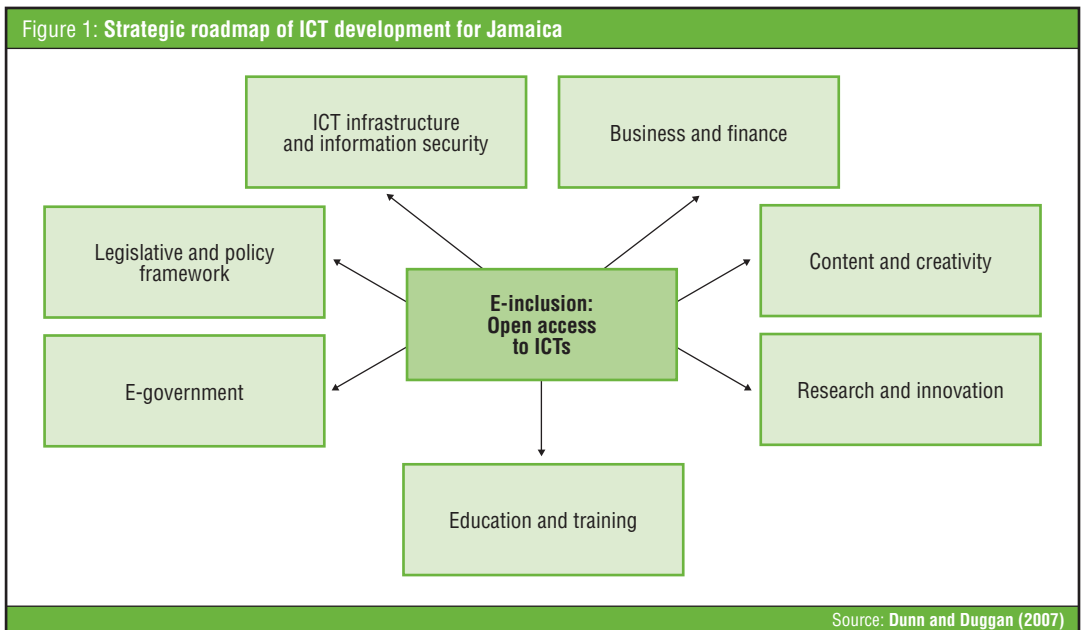 Figure 1: Strategic roadmap of ICT development for Jamaica
ICT infrastructure
and information security
Business and finance
Legislative and policy
framework
Content and creativity
E-inclusion:
Open access
to ICTs
E-government
Research and innovation
Education and training
Source: Dunn and Duggan (2007)